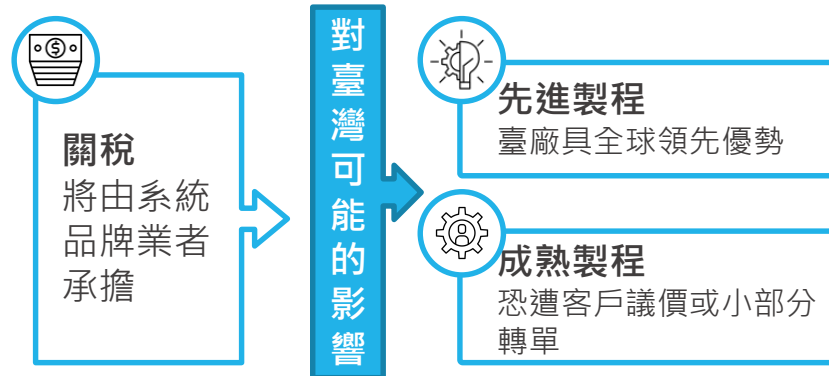 關稅
將由系統
品牌業者
承擔
對臺灣可能的影響
先進製程
臺廠具全球領先優勢
成熟製程
恐遭客戶議價或小部分
轉單